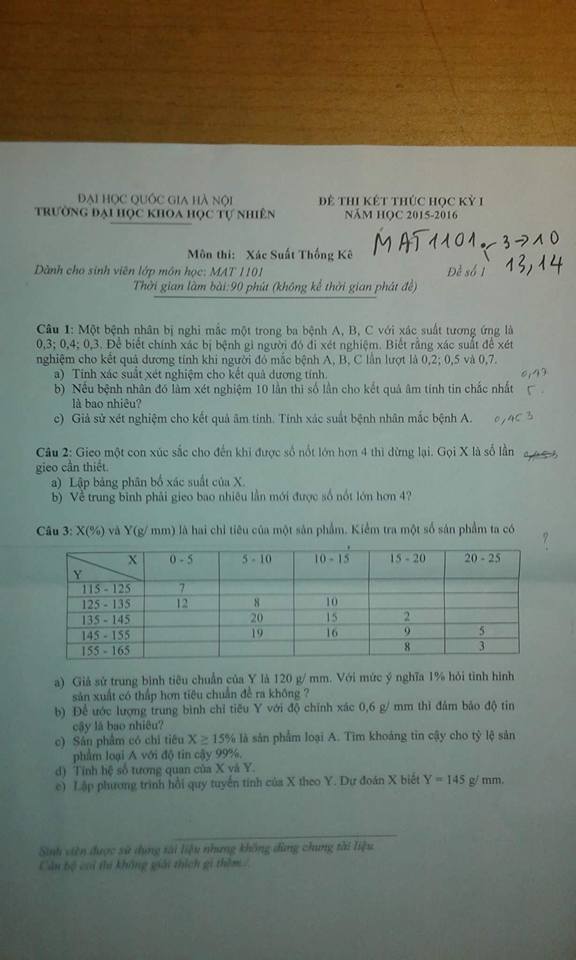 ĐẠI HỌC QUỐC GIA HÀ NỘI
TRƯỜNG ĐẠI HỌC KHOA HỌC TỰ NHIÊN
ĐỀ THI KẾT THÚC HỌC KỲ I
NĂM HỌC 2015-2016
MAT1101. 3→10
13,14
Môn thi: Xác Suất Thống Kê
Dành cho sinh viên lớp môn học: MAT 1101 Đề số 1
Thời gian làm bài:90 phút (không kể thời gian phát đề)
Câu 1: Một bệnh nhân bị nghi mắc một trong ba bệnh A, B, C với xác suất tương ứng là
0,3; 0,4; 0,3. Để biết chính xác bị bệnh gì người đó đi xét nghiệm. Biết rằng xác suất để xét
nghiệm cho kết quả dương tính khi người đó mắc bệnh A, B, C lần lượt là 0,2; 0,5 và 0,7.
a) Tính xác suất xét nghiệm cho kết quả dương tính. 0,47
b) Nếu bệnh nhân đó làm xét nghiệm 10 lần thì số lần cho kết quả âm tính tin chắc nhất
là bao nhiêu? 5
c) Giả sử xét nghiệm cho kết quả âm tính. Tính xác suất bệnh nhân mắc bệnh A. 0,453
Câu 2: Gieo một con xúc sắc cho đến khi được số nốt lớn hơn 4 thì dừng lại. Gọi X là số lần
gieo cần thiết.
a) Lập bảng phân bố xác suất của X.
b) Về trung bình phải gieo bao nhiêu lần mới được số nốt lớn hơn 4?
Câu 3: X(%) và Y(g/ mm) là hai chỉ tiêu của một sản phẩm. Kiểm tra một số sản phẩm ta có ?
X 0 - 5 5 - 10 10 - 15 15 - 20 20 - 25
Y
115 - 125 7
125 - 135 12 8 10
135 - 145 20 15 2
145 - 155 19 16 9 5
155 - 165 8 3
a) Giả sử trung bình tiêu chuẩn của Y là 120 g/ mm. Với mức ý nghĩa 1% hỏi tình hình
sản xuất có thấp hơn tiêu chuẩn đề ra không ?
b) Để ước lượng trung bình chỉ tiêu Y với độ chính xác 0,6 g/ mm thì đảm bảo độ tin
cậy là bao nhiêu?
c) Sản phẩm có chỉ tiêu X ≥ 15% là sản phẩm loại A. Tìm khoảng tin cậy cho tỷ lệ sản
phẩm loại A với độ tin cậy 99%.
d) Tính hệ số tương quan của X và Y.
e) Lập phương trình hồi quy tuyến tính của X theo Y. Dự đoán X biết Y = 145 g/ mm.
Sinh viên được sử dụng tài liệu nhưng không dùng chung tài liệu.
Cán bộ coi thi không giải thích gì thêm./.